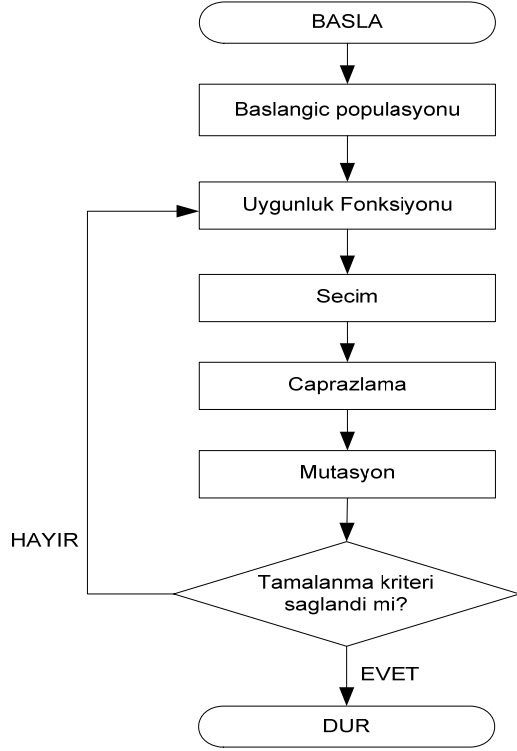 BASLA
Baslangic populasyonu
Uygunluk Fonksiyonu
Secim
Caprazlama
Mutasyon
HAYIR
Tamalanma kriteri
saglandi mi?
EVET
DUR